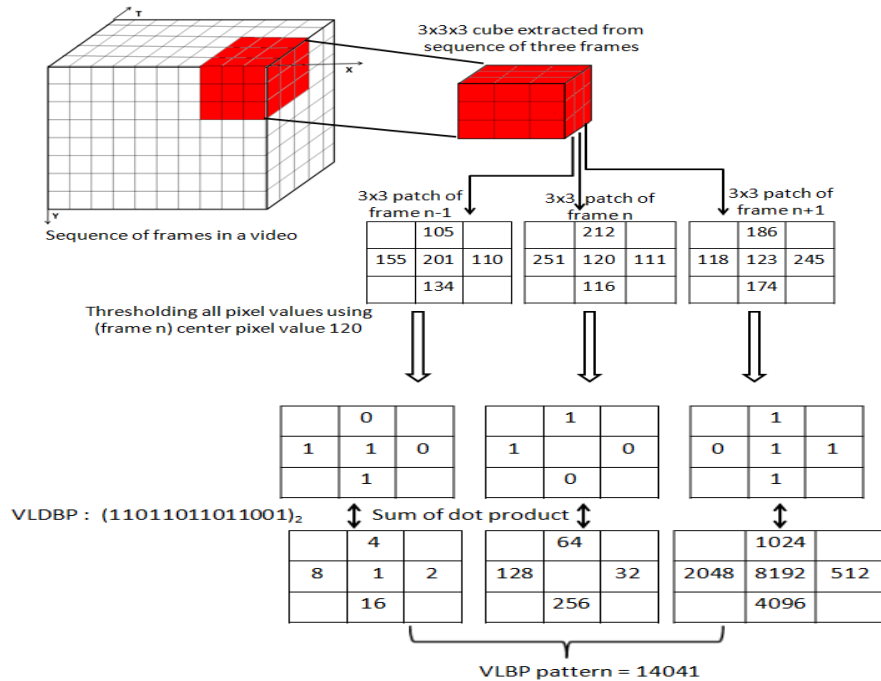 T
3x3x3 cube extracted from
sequence of three frames
X
Y
Sequence of frames in a video
3x3 patch of
frame n-1
3x3 patch of
frame n
3x3 patch of
frame n+1
105
155 201 110
134
212
251 120 111
116
186
118 123 245
174
Thresholding all pixel values using
(frame n) center pixel value 120
0
1 1 0
1
1
1 0
0
1
0 1 1
1
VLDBP : (11011011011001)₂
Sum of dot product
4
8 1 2
16
64
128 32
256
1024
2048 8192 512
4096
VLBP pattern = 14041